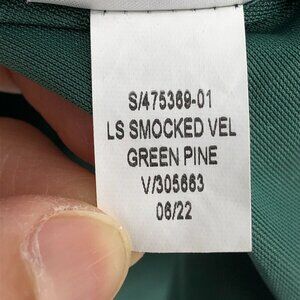 S/475369-01
LS SMOCKED VEL
GREEN PINE
V/305663
06/22